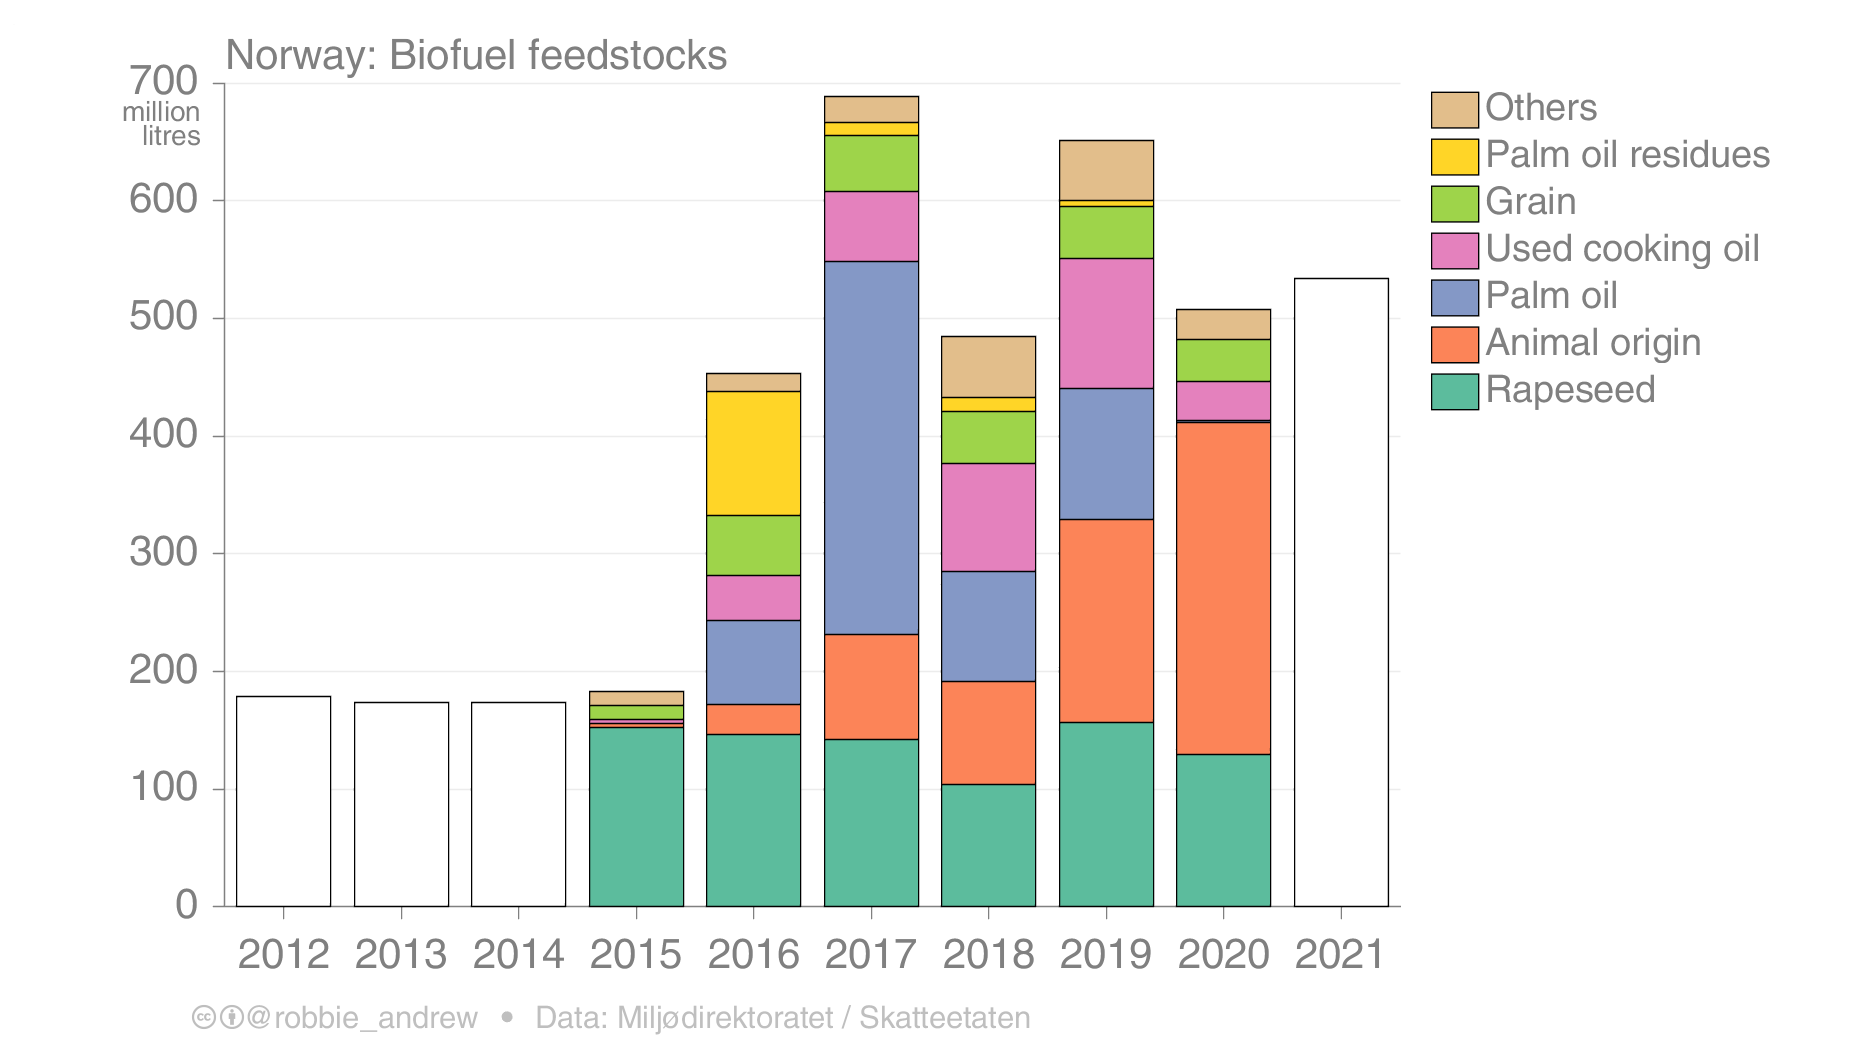 Norway: Biofuel feedstocks
700
million
litres
600
500
400
300
200
100
0
2012 2013 2014 2015 2016 2017 2018 2019 2020 2021
Others
Palm oil residues
Grain
Used cooking oil
Palm oil
Animal origin
Rapeseed
cc @robbie_andrew • Data: Miljødirektoratet / Skatteetaten